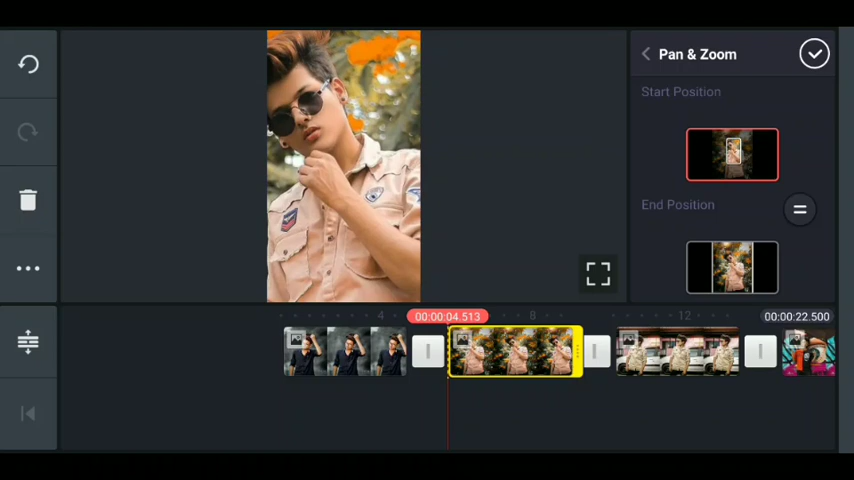 Pan & Zoom
Start Position
End Position
=
4
00:00:04.513
8
12
00:00:22.500